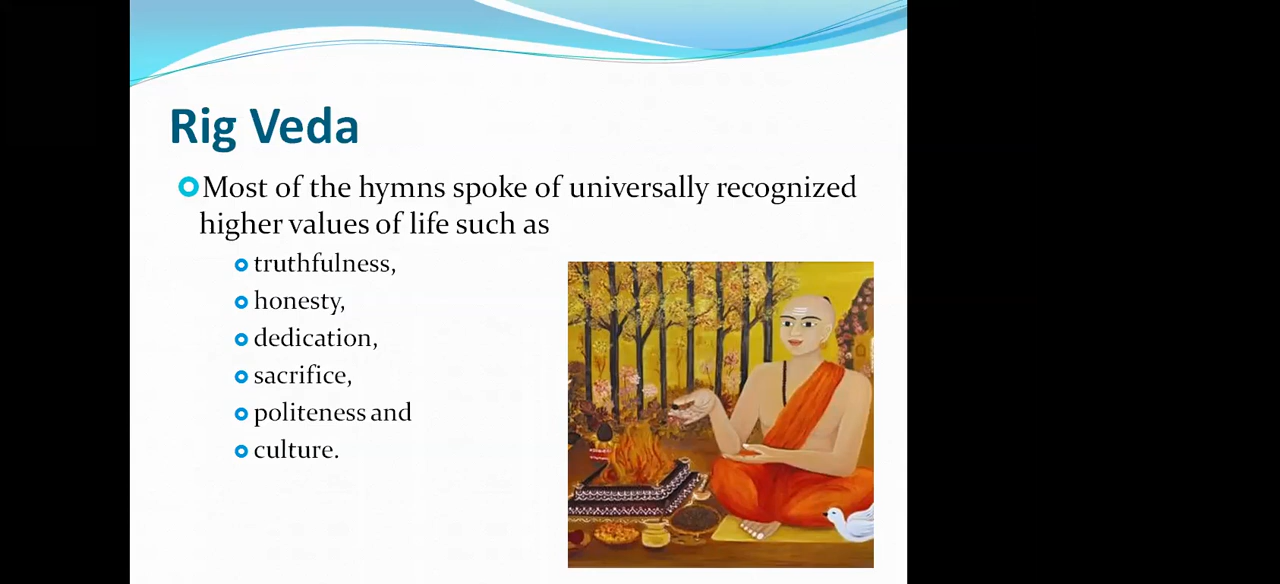 Rig Veda
Most of the hymns spoke of universally recognized
higher values of life such as
truthfulness,
honesty,
dedication,
sacrifice,
politeness and
culture.